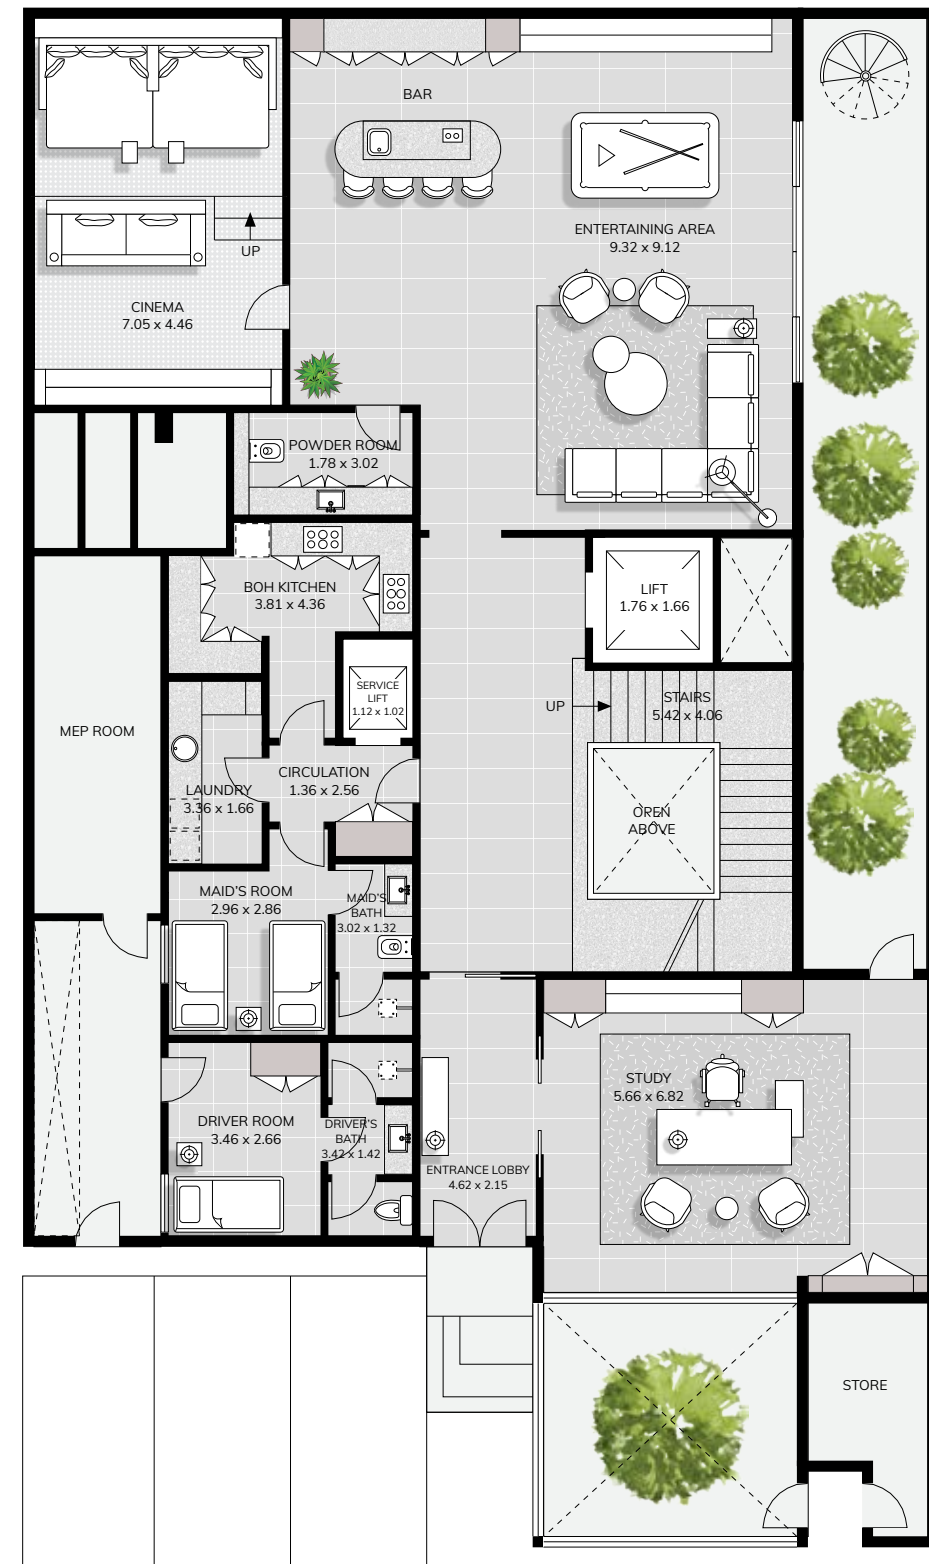 BAR
ENTERTAINING AREA
9.32 x 9.12
UP
CINEMA
7.05 x 4.46
POWDER ROOM
1.78 x 3.02
BOH KITCHEN
3.81 x 4.36
LIFT
1.76 x 1.66
SERVICE
LIFT
1.12 x 1.02
STAIRS
5.42 x 4.06
UP
MEP ROOM
CIRCULATION
1.36 x 2.56
LAUNDRY
3.36 x 1.66
OPEN
ABOVE
MAID'S ROOM
2.96 x 2.86
MAID'S
BATH
3.02 x 1.32
STUDY
5.66 x 6.82
DRIVER ROOM
3.46 x 2.66
DRIVER'S
BATH
3.42 x 1.42
ENTRANCE LOBBY
4.62 x 2.15
STORE